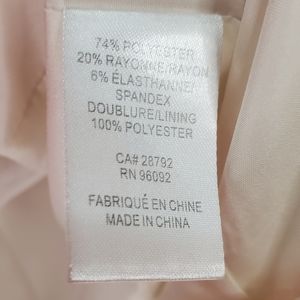 74% POLYESTER
20% RAYONNE/RAYON
6% ÉLASTHANNE/
SPANDEX
DOUBLURE/LINING
100% POLYESTER
CA# 28792
RN 96092
FABRIQUÉ EN CHINE
MADE IN CHINA